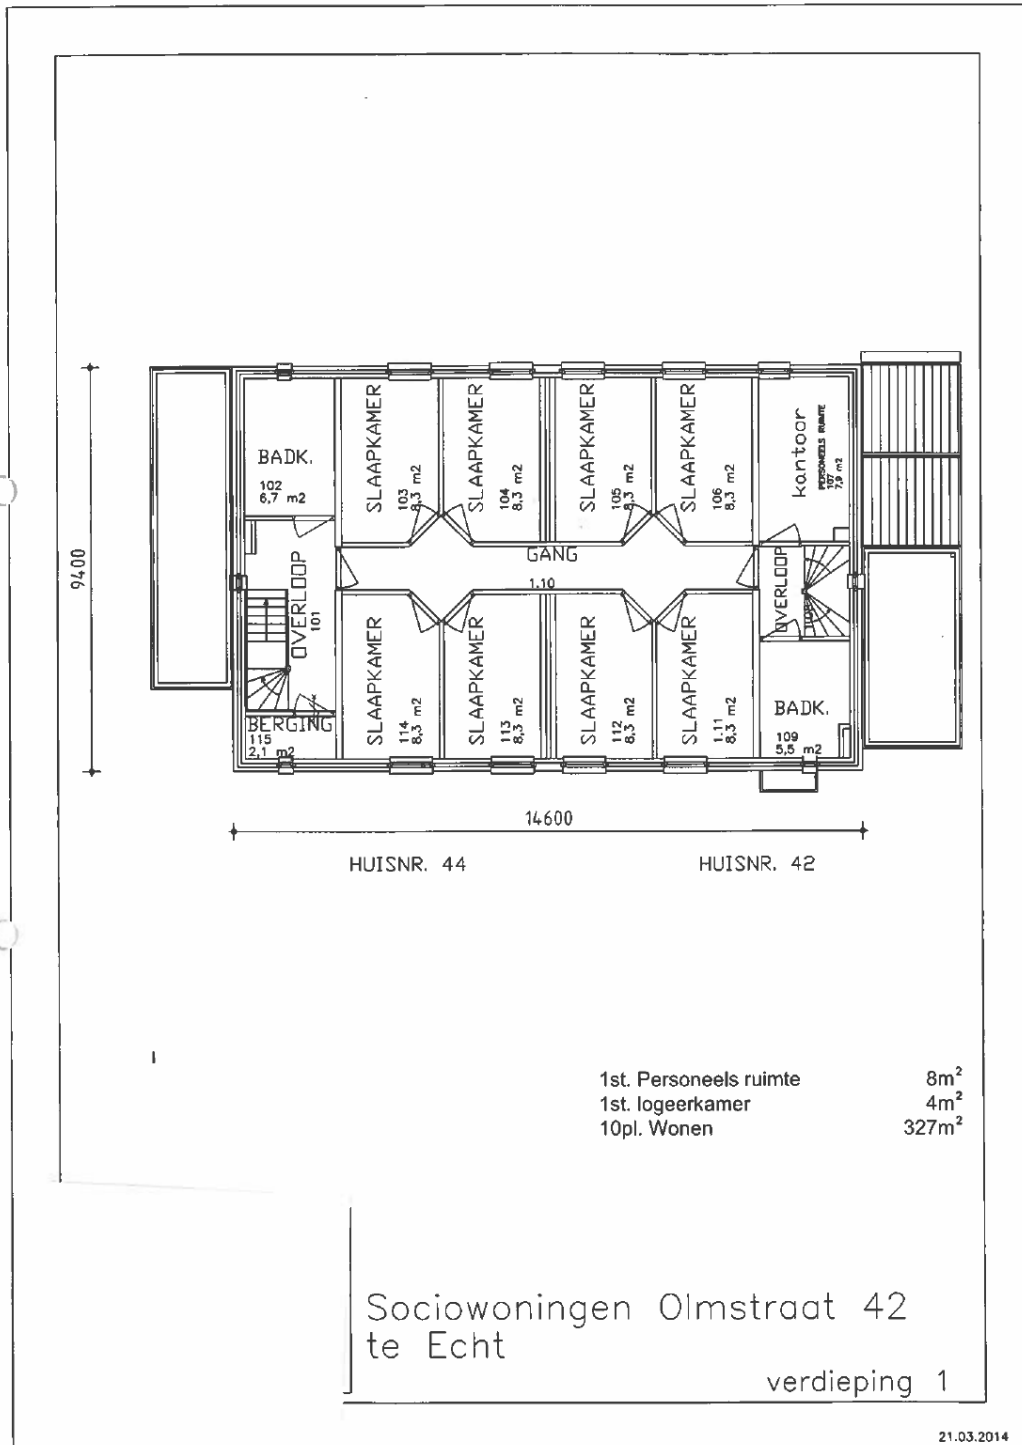 BADK.
102
6,7 m2
SLAAPKAMER
103
8,3 m2
SLAAPKAMER
104
8,3 m2
SLAAPKAMER
105
8,3 m2
SLAAPKAMER
106
8,3 m2
kantoor
PERSONEELS RUIMTE
107
7,9 m2
9400
OVERLOOP
101
GANG
1.10
OVERLOOP
BERGING
115
2,1 m2
SLAAPKAMER
114
8,3 m2
SLAAPKAMER
113
8,3 m2
SLAAPKAMER
112
8,3 m2
SLAAPKAMER
1.11
8,3 m2
BADK.
109
5,5 m2
14600
HUISNR. 44
HUISNR. 42
1st. Personeels ruimte 8m²
1st. logeerkamer 4m²
10pl. Wonen 327m²
Sociowoningen Olmstraat 42
te Echt
verdieping 1
21.03.2014